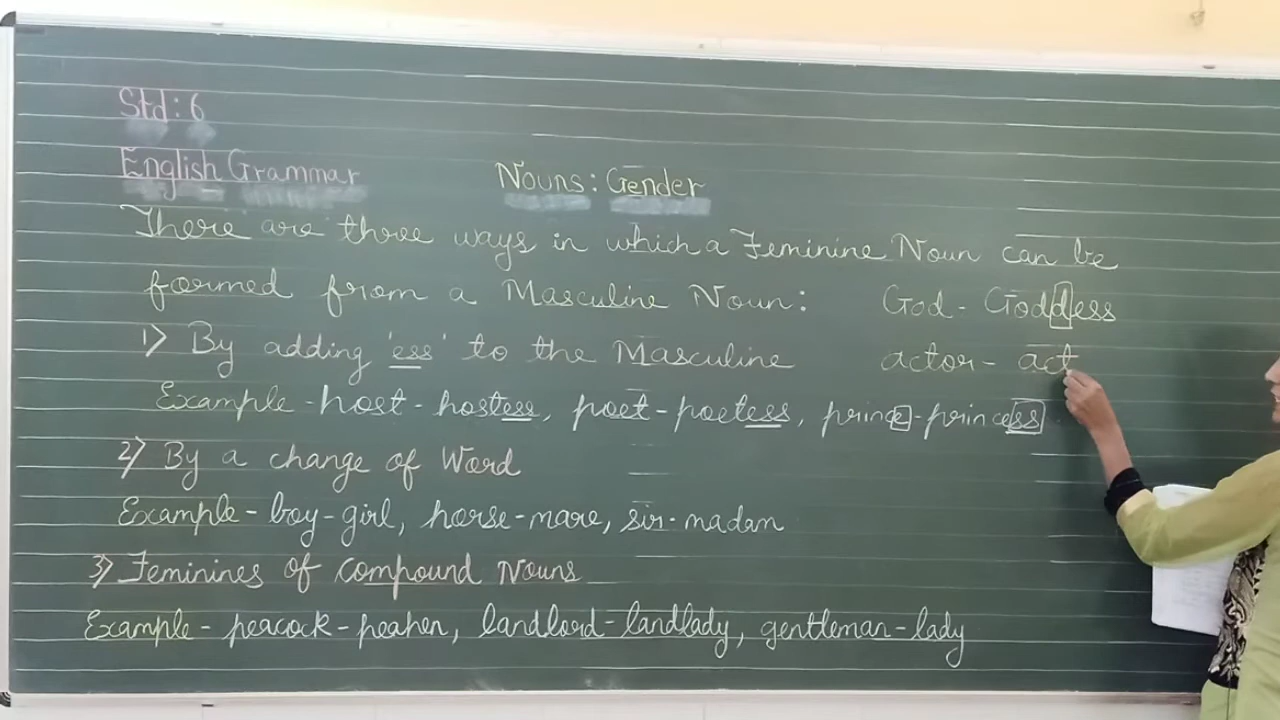 Std: 6
English Grammar
Nouns: Gender
There are three ways in which a Feminine Noun can be
formed from a Masculine Noun: God - Goddess
1) By adding 'ess' to the Masculine actor - act
Example - host - hostess, poet - poetess, prince - princess
2) By a change of Word
Example - boy - girl, horse - mare, sir - madam
3) Feminines of compound Nouns
Example - peacock - peahen, landlord - landlady, gentleman - lady